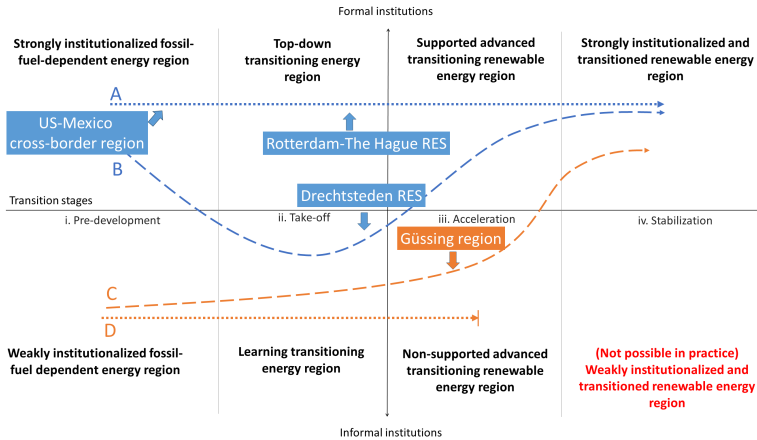 Formal institutions
Strongly institutionalized fossil-
fuel-dependent energy region
Top-down
transitioning energy
region
Supported advanced
transitioning renewable
energy region
Strongly institutionalized and
transitioned renewable energy
region
A
US-Mexico
cross-border region
Rotterdam-The Hague RES
B
Drechtsteden RES
Transition stages
i. Pre-development
ii. Take-off
iii. Acceleration
iv. Stabilization
Güssing region
C
D
Weakly institutionalized fossil-
fuel dependent energy region
Learning transitioning
energy region
Non-supported advanced
transitioning renewable
energy region
(Not possible in practice)
Weakly institutionalized and
transitioned renewable energy
region
Informal institutions